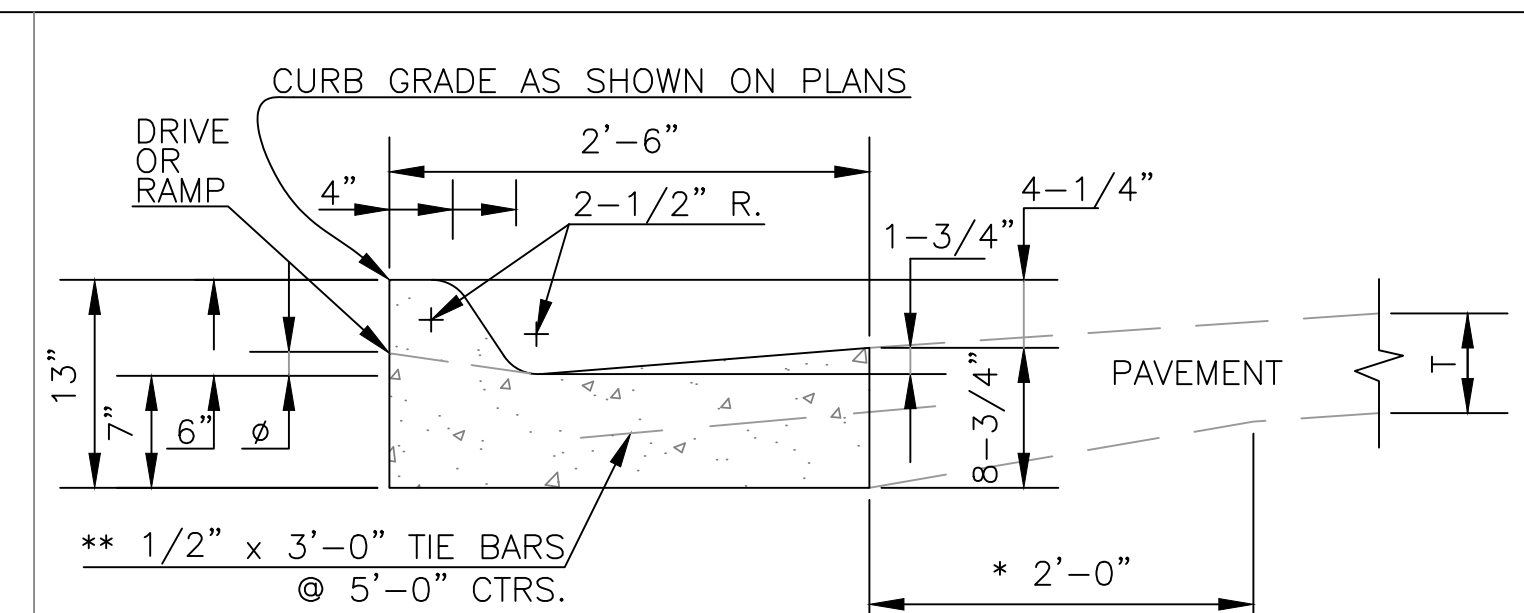 CURB GRADE AS SHOWN ON PLANS
DRIVE
OR
RAMP
2'-6"
4"
2-1/2" R.
4-1/4"
1-3/4"
13"
7"
6"
ø
PAVEMENT
T
8-3/4"
** 1/2" x 3'-0" TIE BARS
@ 5'-0" CTRS.
* 2'-0"